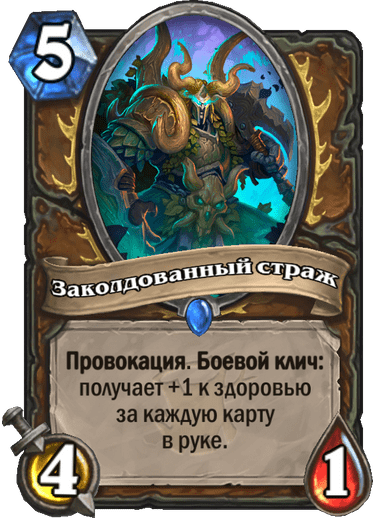 5
Заколдованный страж
Провокация. Боевой клич:
получает +1 к здоровью
за каждую карту
в руке.
4
1